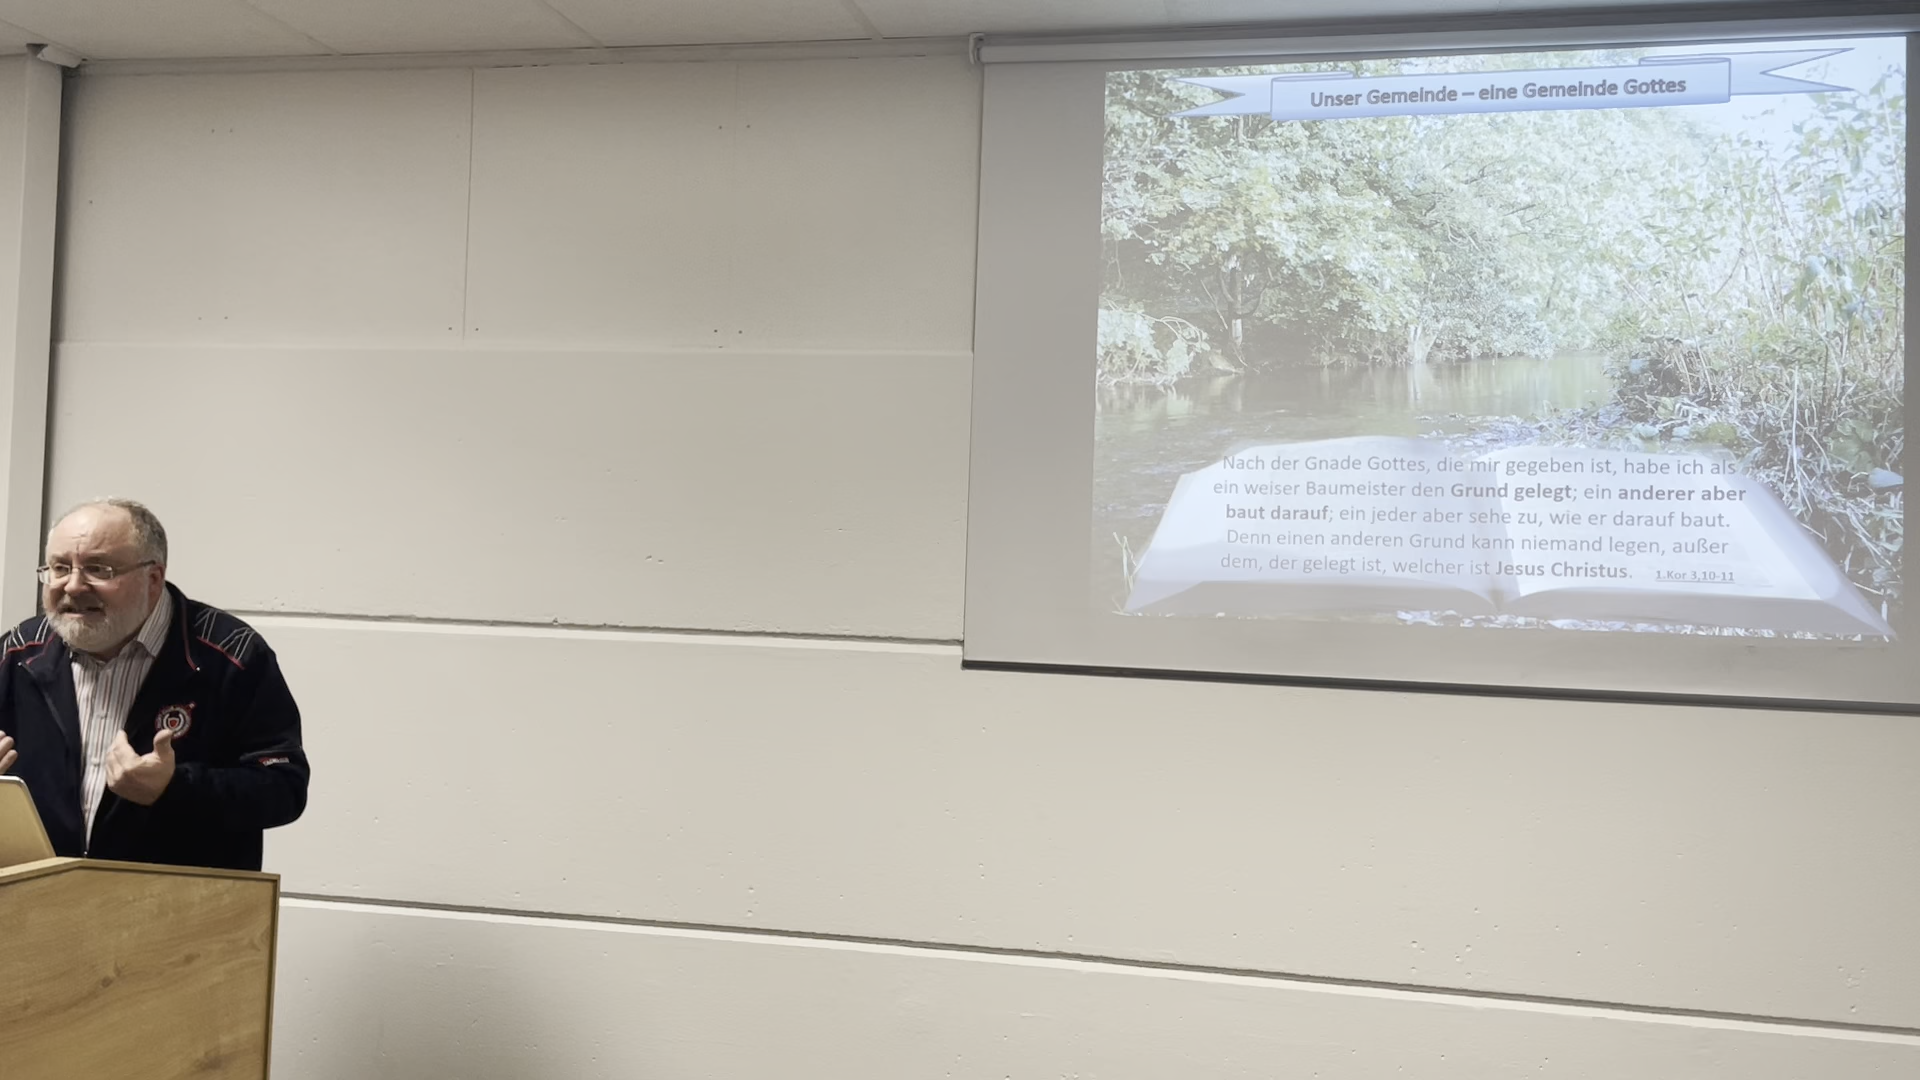 Unser Gemeinde – eine Gemeinde Gottes
Nach der Gnade Gottes, die mir gegeben ist, habe ich als
ein weiser Baumeister den Grund gelegt; ein anderer aber
baut darauf; ein jeder aber sehe zu, wie er darauf baut.
Denn einen anderen Grund kann niemand legen, außer
dem, der gelegt ist, welcher ist Jesus Christus. 1.Kor 3,10-11